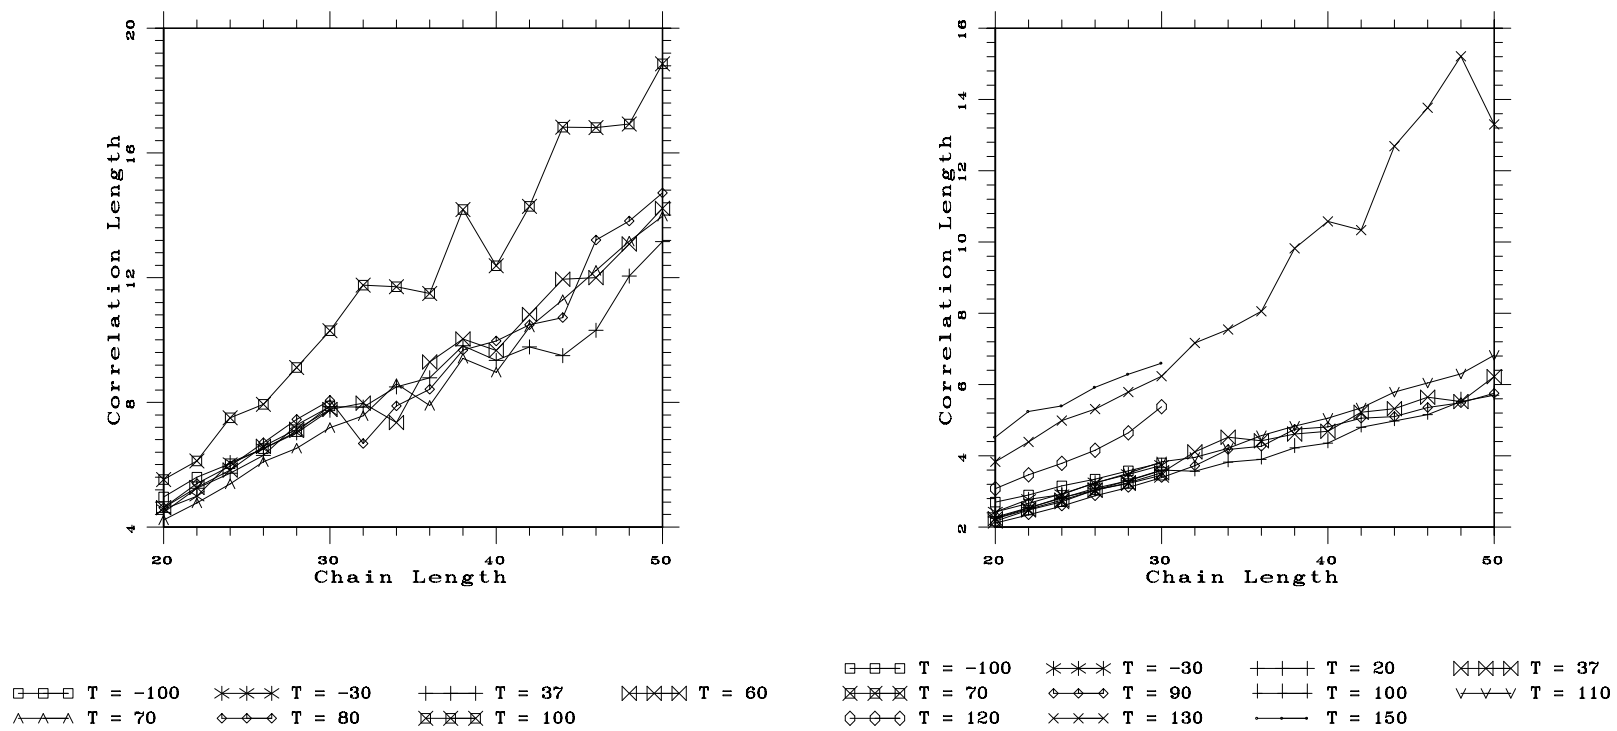 20
16
12
8
4
Correlation Length
20 30 40 50
Chain Length
T = -100 T = -30 T = 37 T = 60
T = 70 T = 80 T = 100
16
14
12
10
8
6
4
2
Correlation Length
20 30 40 50
Chain Length
T = -100 T = -30 T = 20 T = 37
T = 70 T = 90 T = 100 T = 110
T = 120 T = 130 T = 150